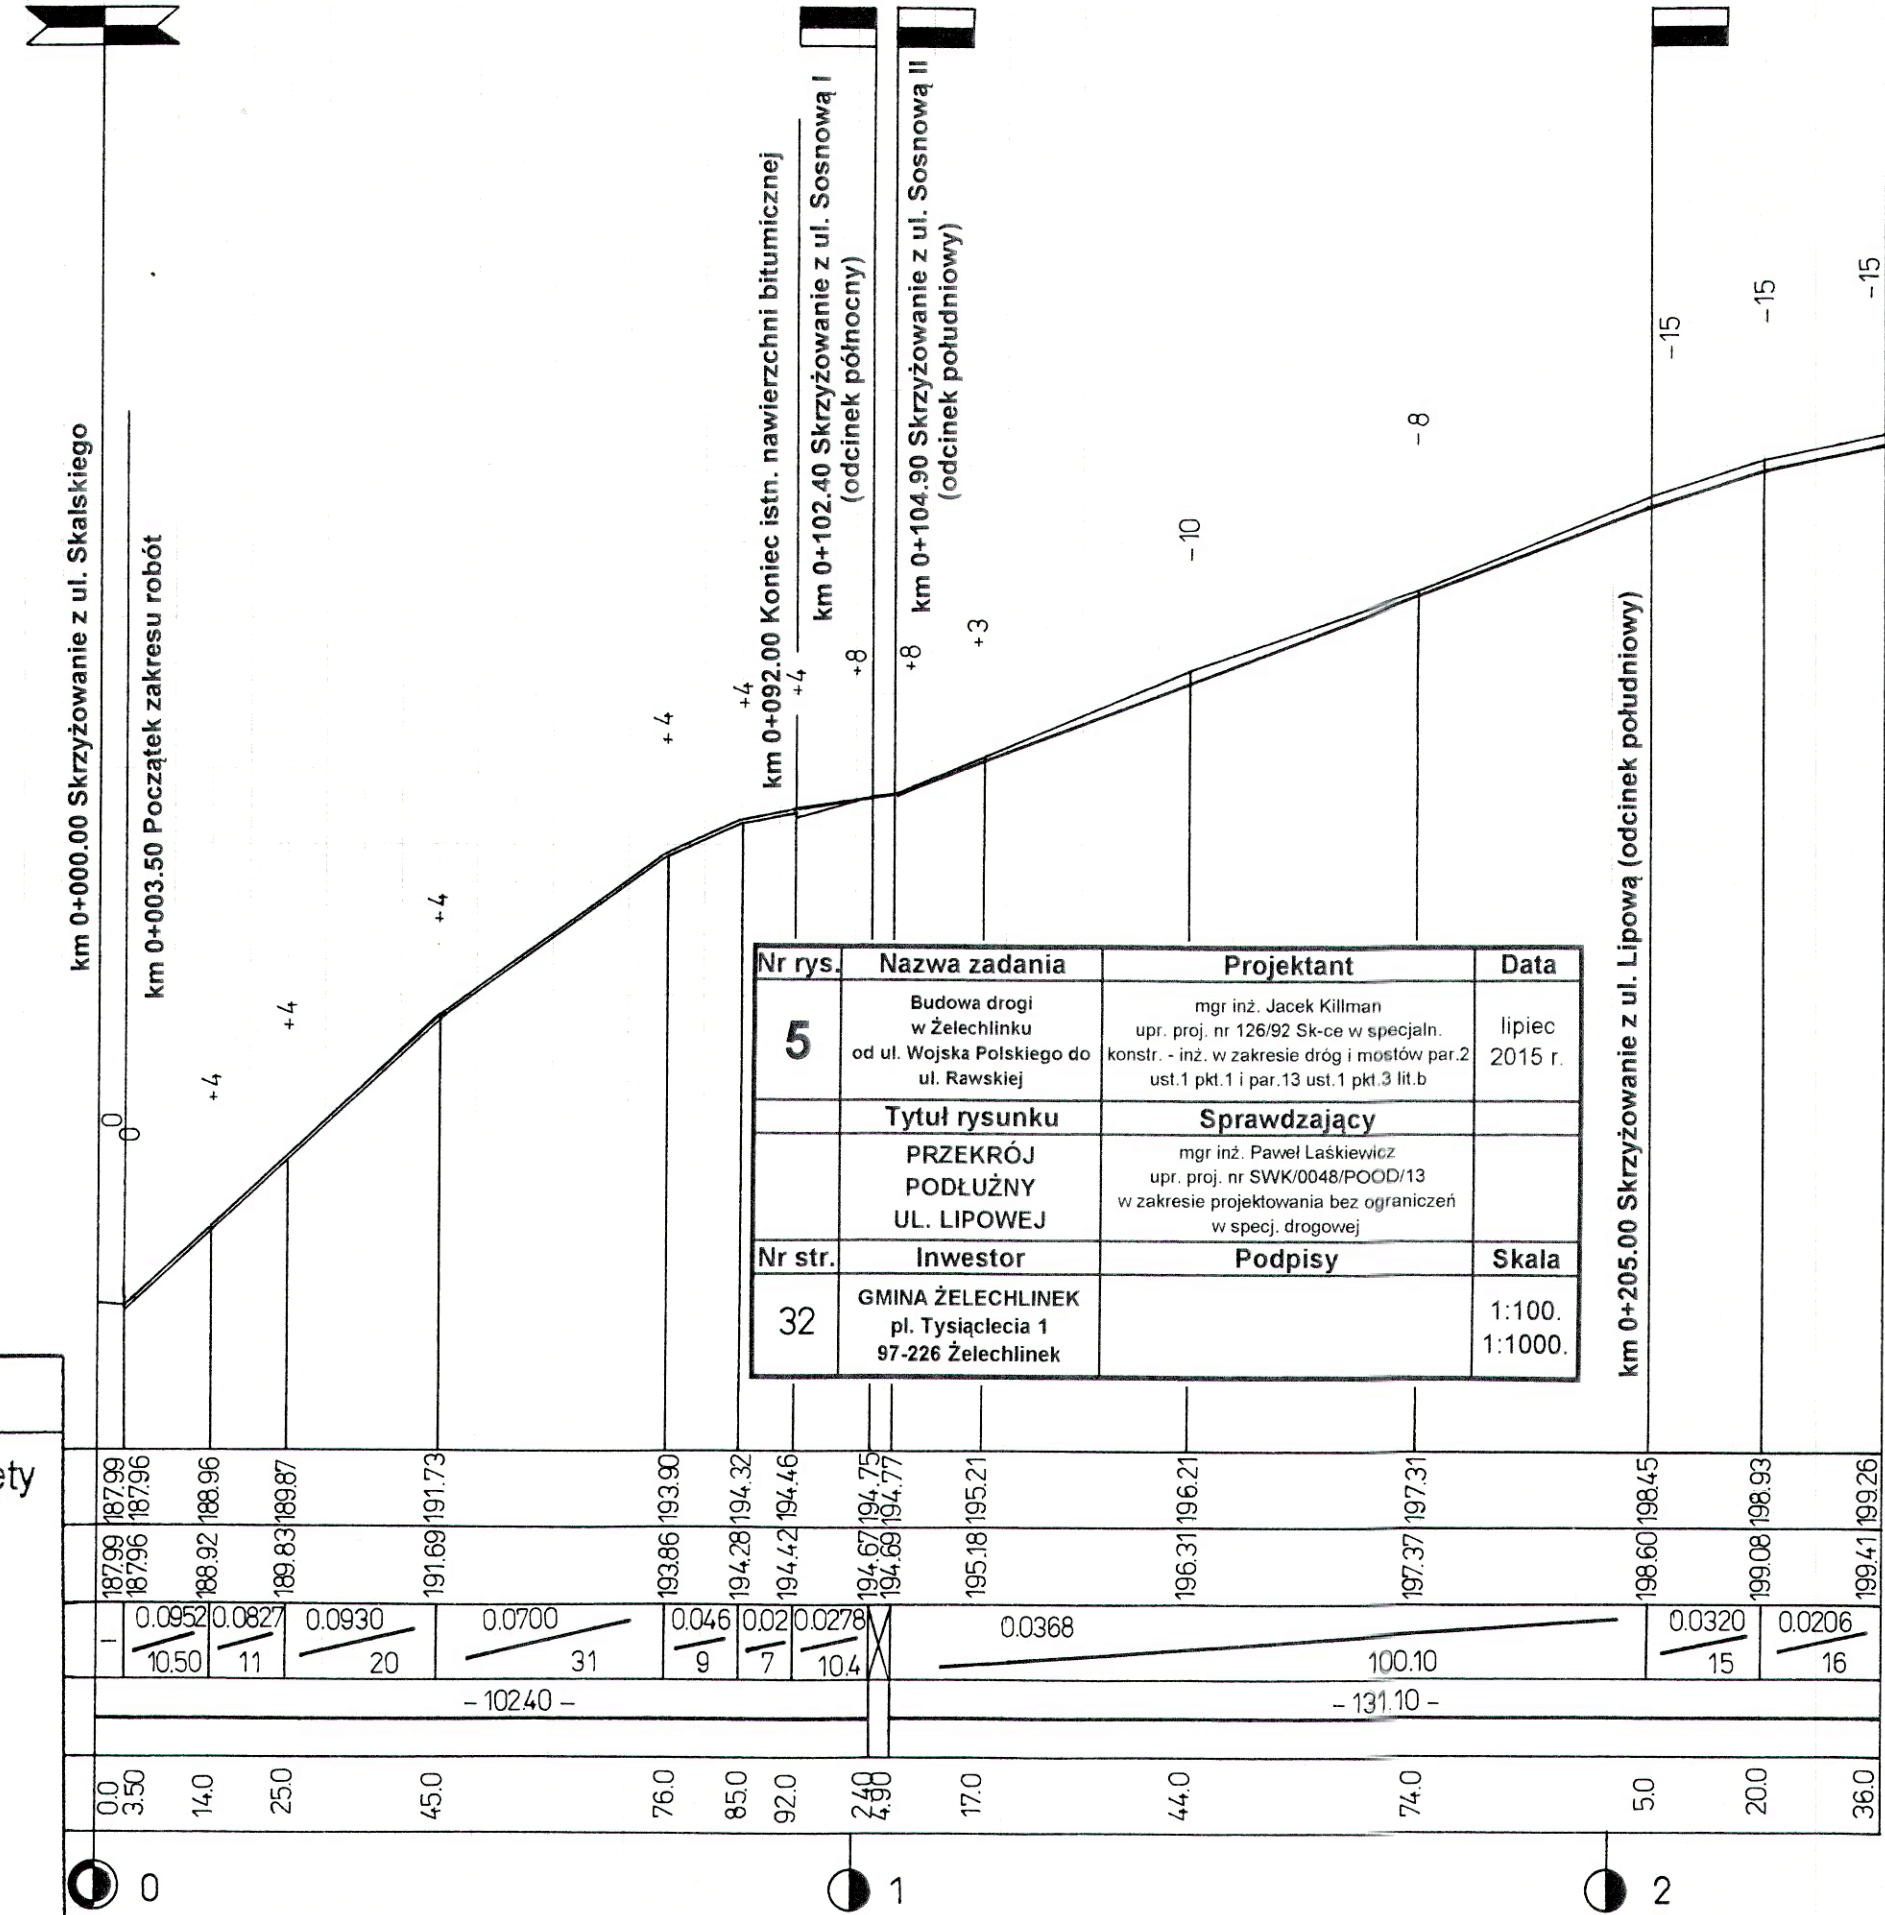 km 0+000.00 Skrzyżowanie z ul. Skalskiego
km 0+003.50 Początek zakresu robót
km 0+092.00 Koniec istn. nawierzchni bitumicznej
km 0+102.40 Skrzyżowanie z ul. Sosnową I
(odcinek północny)
km 0+104.90 Skrzyżowanie z ul. Sosnową II
(odcinek południowy)
km 0+205.00 Skrzyżowanie z ul. Lipową (odcinek południowy)
0
0
+4
+4
+4
+4
+4
+4
+8
+8
+3
-10
-8
-15
-15
-15
Nr rys. Nazwa zadania Projektant Data
5
Budowa drogi
w Żelechlinku
od ul. Wojska Polskiego do
ul. Rawskiej
mgr inż. Jacek Killman
upr. proj. nr 126/92 Sk-ce w specjaln.
konstr. - inż. w zakresie dróg i mostów par.2
ust.1 pkt.1 i par.13 ust.1 pkt.3 lit.b
lipiec
2015 r.
Tytuł rysunku Sprawdzający
PRZEKRÓJ
PODŁUŻNY
UL. LIPOWEJ
mgr inż. Paweł Laśkiewicz
upr. proj. nr SWK/0048/POOD/13
w zakresie projektowania bez ograniczeń
w specj. drogowej
Nr str. Inwestor Podpisy Skala
32
GMINA ŻELECHLINEK
pl. Tysiąclecia 1
97-226 Żelechlinek
1:100.
1:1000.
ety
187.99 187.96 188.96 189.87 191.73 193.90 194.32 194.46 194.75 194.77 195.21 196.21 197.31 198.45 198.93 199.26
187.99 187.96 188.92 189.83 191.69 193.86 194.28 194.42 194.67 194.69 195.18 196.31 197.37 198.60 199.08 199.41
– 0.0952 0.0827 0.0930 0.0700 0.046 0.02 0.0278 0.0368 0.0320 0.0206
10.50 11 20 31 9 7 10.4 100.10 15 16
– 102.40 – – 131.10 –
0.0 3.50 14.0 25.0 45.0 76.0 85.0 92.0 2.40 4.90 17.0 44.0 74.0 5.0 20.0 36.0
0 1 2